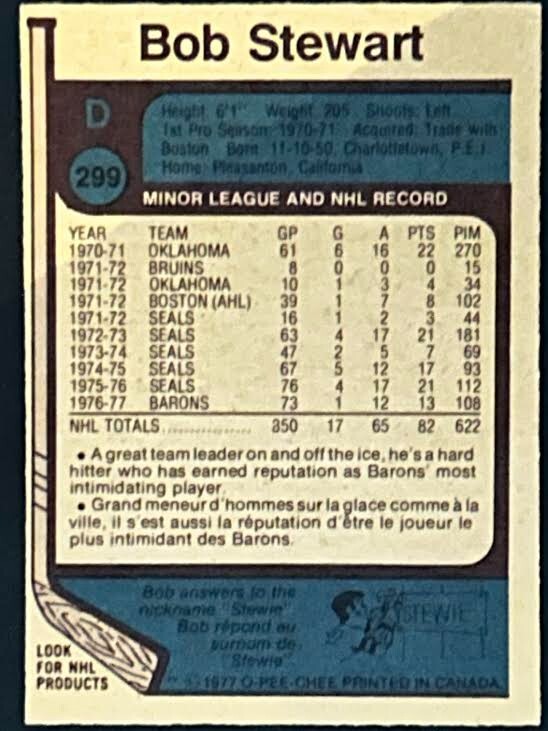 Bob Stewart
D
299
Height: 6'1" Weight: 205 Shoots: Left
1st Pro Season: 1970-71 Acquired: Trade with
Boston Born: 11-10-50, Charlottetown, P.E.I.
Home: Pleasanton, California
MINOR LEAGUE AND NHL RECORD
YEAR TEAM GP G A PTS PIM
1970-71 OKLAHOMA 61 6 16 22 270
1971-72 BRUINS 8 0 0 0 15
1971-72 OKLAHOMA 10 1 3 4 34
1971-72 BOSTON (AHL) 39 1 7 8 102
1971-72 SEALS 16 1 2 3 44
1972-73 SEALS 63 4 17 21 181
1973-74 SEALS 47 2 5 7 69
1974-75 SEALS 67 5 12 17 93
1975-76 SEALS 76 4 17 21 112
1976-77 BARONS 73 1 12 13 108
NHL TOTALS.............. 350 17 65 82 622
• A great team leader on and off the ice, he's a hard
hitter who has earned reputation as Barons' most
intimidating player.
• Grand meneur d'hommes sur la glace comme à la
ville, il s'est aussi la réputation d'être le joueur le
plus intimidant des Barons.
Bob answers to the
nickname "Stewie".
Bob répond au
surnom de
"Stewie".
STEWIE
LOOK
FOR NHL
PRODUCTS
** © 1977 O-PEE-CHEE PRINTED IN CANADA